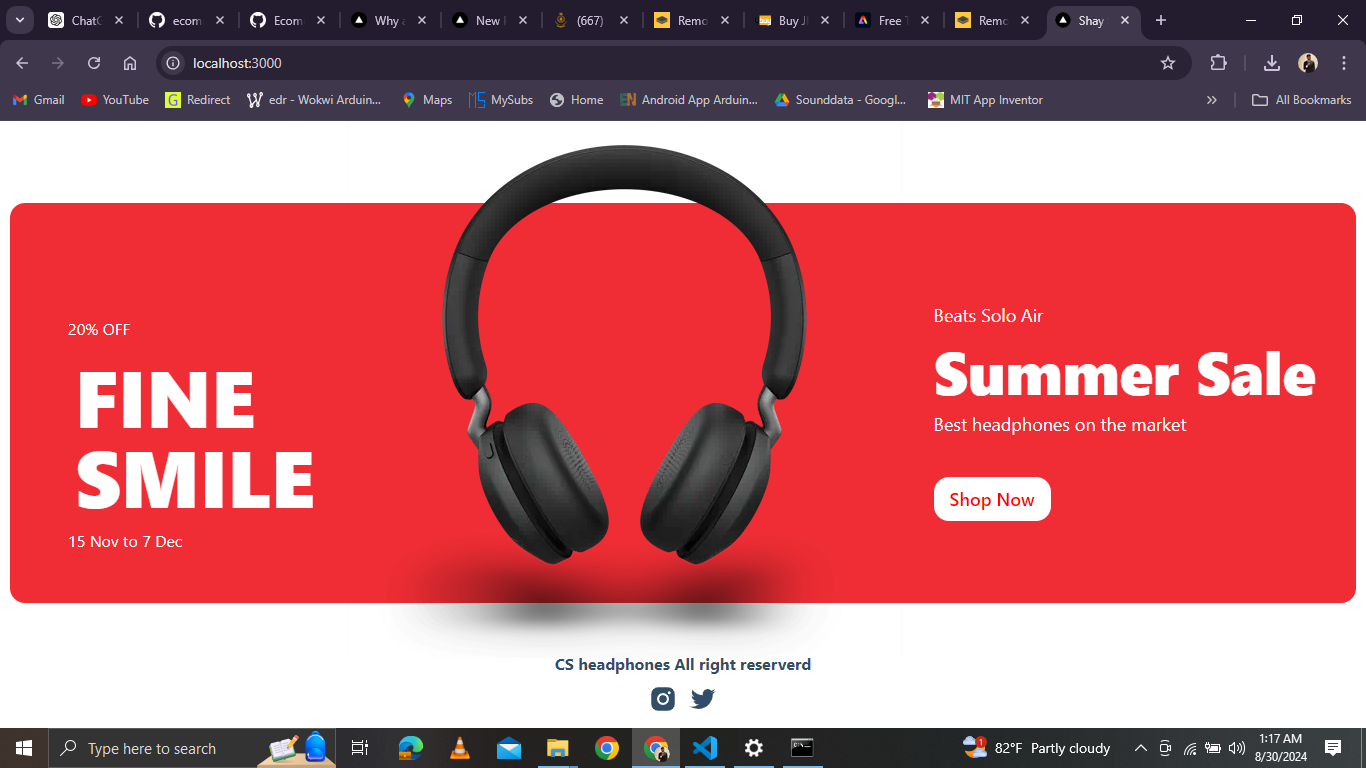 ChatG
ecom
Ecom
Why a
New
(667)
Remo
Buy Jl
Free T
Remo
Shay
localhost:3000
Gmail
YouTube
Redirect
edr - Wokwi Arduin...
Maps
MySubs
Home
Android App Arduin...
Sounddata - Googl...
MIT App Inventor
»
All Bookmarks
20% OFF
FINE
SMILE
15 Nov to 7 Dec
Beats Solo Air
Summer Sale
Best headphones on the market
Shop Now
CS headphones All right reserverd
Type here to search
82°F Partly cloudy
1:17 AM
8/30/2024